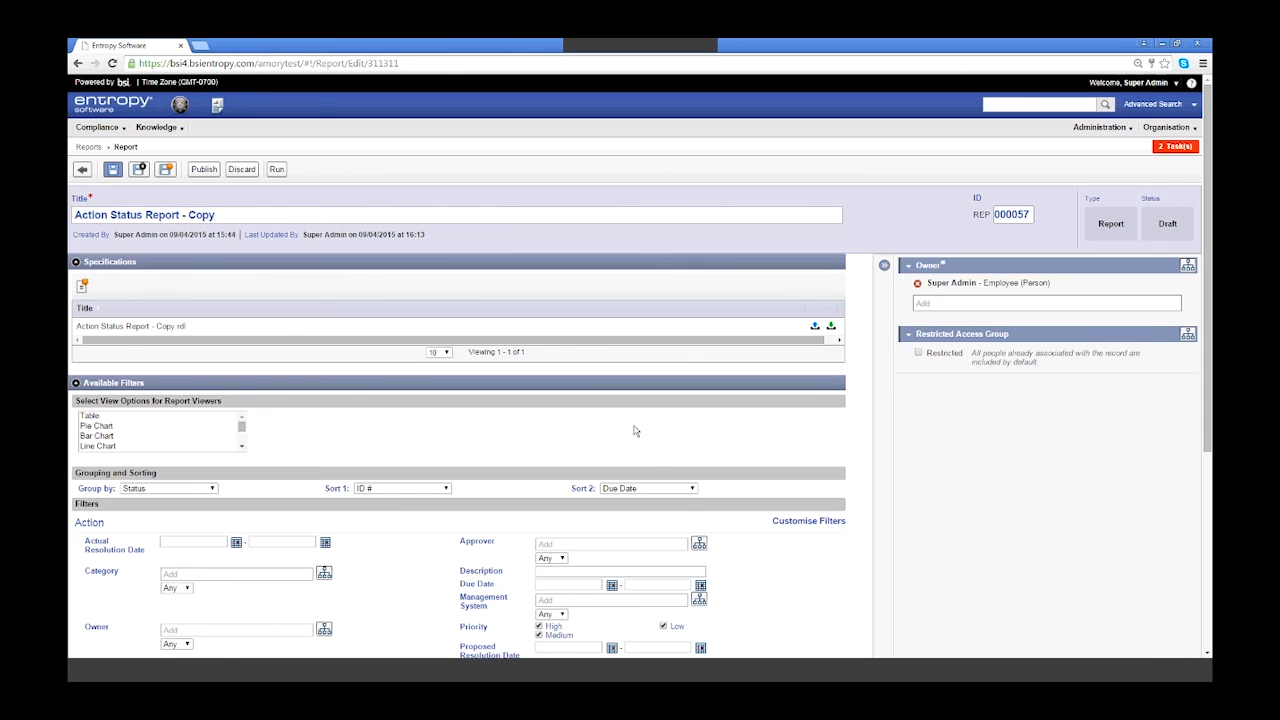 Entropy Software
https://bsi4.bsientropy.com/amorytest/#!/Report/Edit/311311
Powered by bsi. | Time Zone (GMT-0700)
Welcome, Super Admin
entropy software
Advanced Search
Compliance
Knowledge
Administration
Organisation
Reports
Report
2 Task(s)
Publish
Discard
Run
Title*
ID
Type
Status
Action Status Report - Copy
REP 000057
Report
Draft
Created By Super Admin on 09/04/2015 at 15:44 | Last Updated By Super Admin on 09/04/2015 at 16:13
Specifications
Owner*
Super Admin - Employee (Person)
Add
Title
Action Status Report - Copy rdl
10
Viewing 1 - 1 of 1
Restricted Access Group
Restricted
All people already associated with the record are
included by default.
Available Filters
Select View Options for Report Viewers
Table
Pie Chart
Bar Chart
Line Chart
Grouping and Sorting
Group by: Status
Sort 1: ID #
Sort 2: Due Date
Filters
Action
Customise Filters
Actual
Resolution Date
-
Approver
Add
Any
Category
Add
Any
Description
Due Date
-
Management
System
Add
Any
Owner
Add
Any
Priority
High
Low
Medium
Proposed
Resolution Date
-